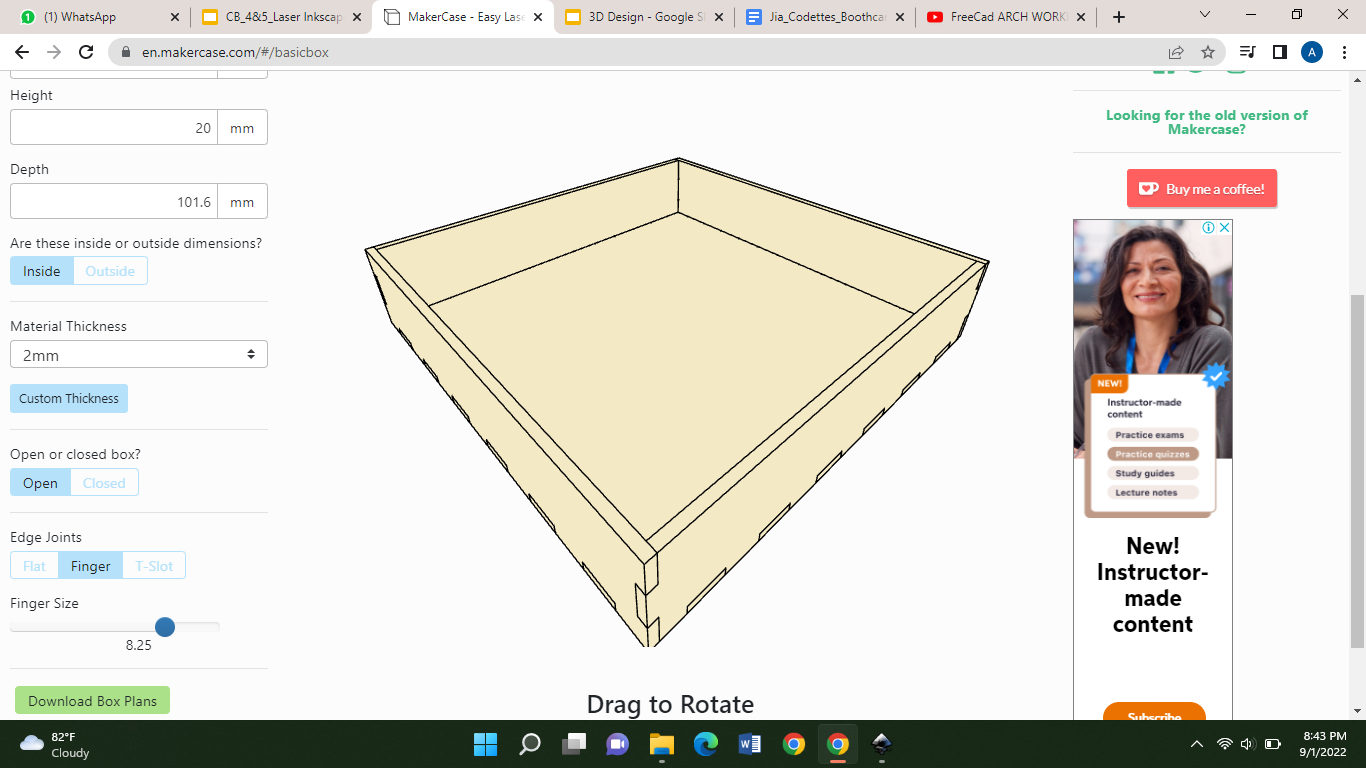 (1) WhatsApp
CB_4&5_Laser Inkscap
MakerCase - Easy Lase
3D Design - Google Sl
Jia_Codettes_Boothcar
FreeCad ARCH WORK
en.makercase.com/#/basicbox
A
Height
20 mm
Depth
101.6 mm
Are these inside or outside dimensions?
Inside Outside
Material Thickness
2mm
Custom Thickness
Open or closed box?
Open Closed
Edge Joints
Flat Finger T-Slot
Finger Size
8.25
Download Box Plans
Drag to Rotate
Looking for the old version of
Makercase?
Buy me a coffee!
NEW!
Instructor-made
content
Practice exams
Practice quizzes
Study guides
Lecture notes
New!
Instructor-
made
content
Subscribe
82°F
Cloudy
8:43 PM
9/1/2022